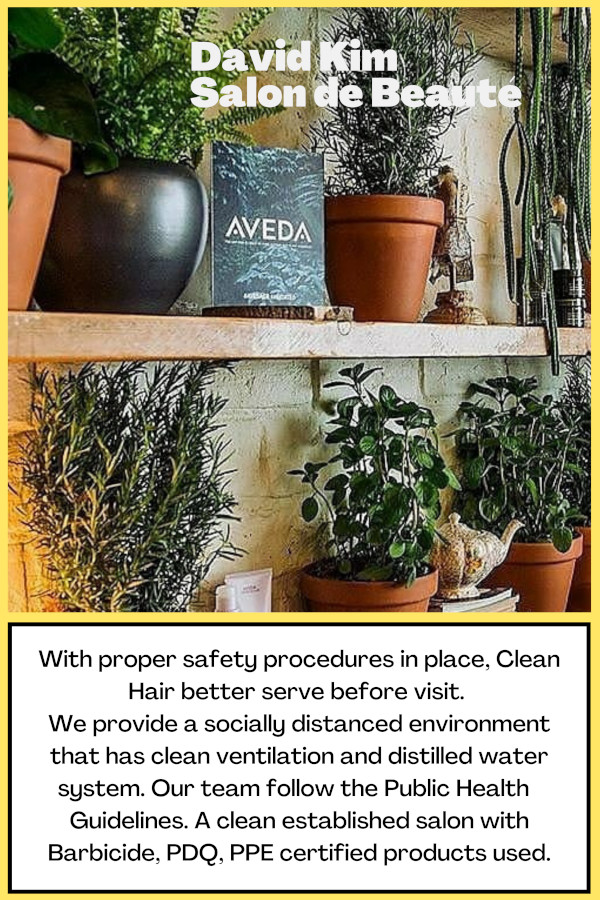 David Kim
Salon de Beaute
AVEDA
With proper safety procedures in place, Clean
Hair better serve before visit.
We provide a socially distanced environment
that has clean ventilation and distilled water
system. Our team follow the Public Health
Guidelines. A clean established salon with
Barbicide, PDQ, PPE certified products used.